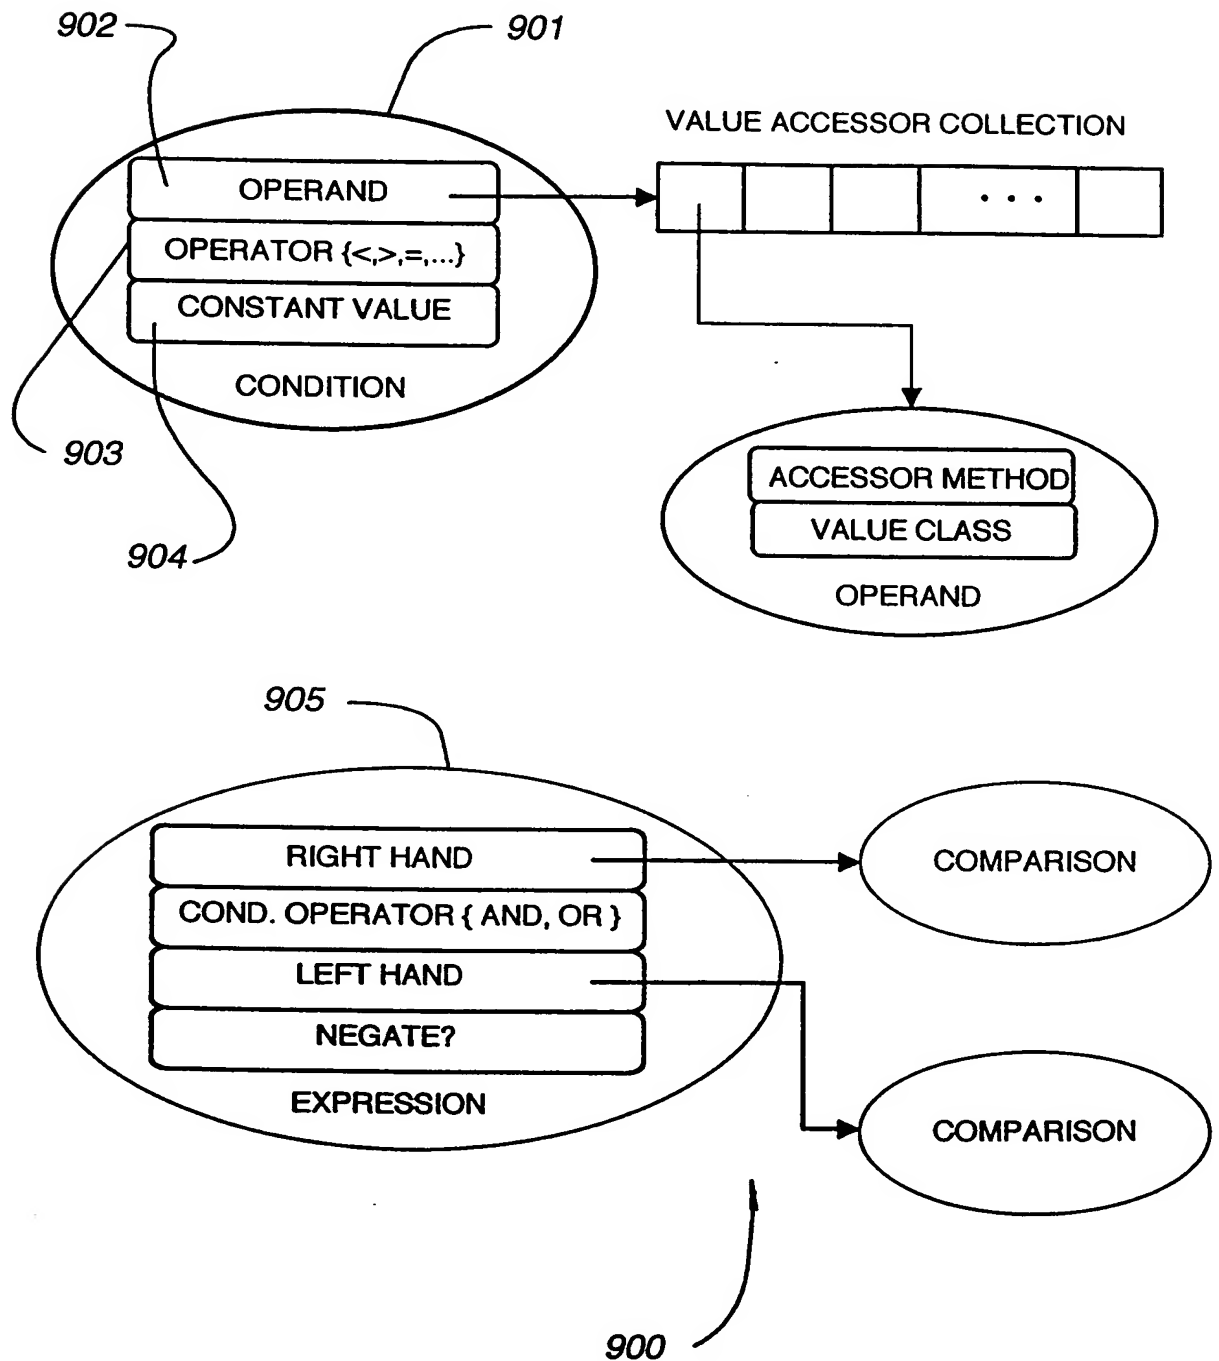 902
901
VALUE ACCESSOR COLLECTION
OPERAND
. . .
OPERATOR {<,>,=,...}
CONSTANT VALUE
CONDITION
903
904
ACCESSOR METHOD
VALUE CLASS
OPERAND
905
RIGHT HAND
COMPARISON
COND. OPERATOR { AND, OR }
LEFT HAND
NEGATE?
EXPRESSION
COMPARISON
900